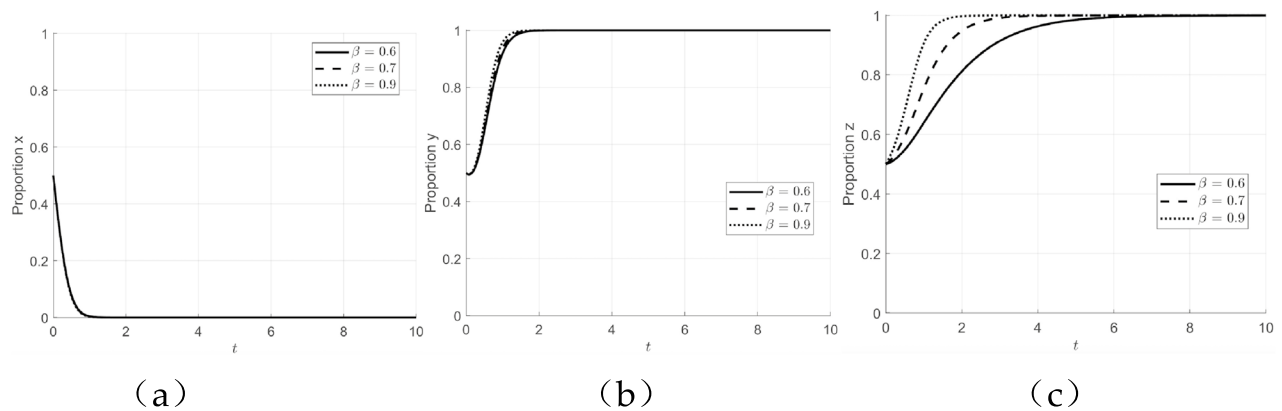 1
0.8
0.6
0.4
0.2
0
0 2 4 6 8 10
Proportion x
t
β = 0.6
β = 0.7
β = 0.9
1
0.8
0.6
0.4
0.2
0
0 2 4 6 8 10
Proportion y
t
β = 0.6
β = 0.7
β = 0.9
1
0.8
0.6
0.4
0.2
0
0 2 4 6 8 10
Proportion z
t
β = 0.6
β = 0.7
β = 0.9
（a） （b） （c）